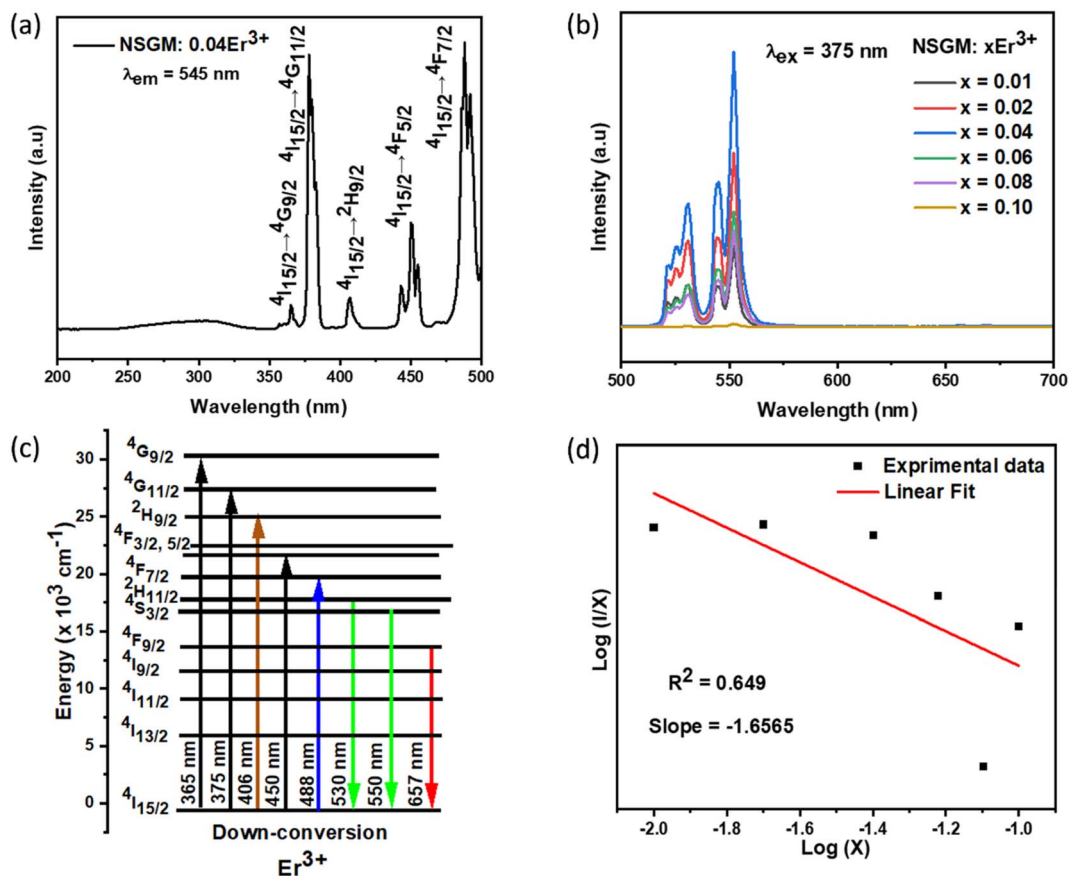 (a)
NSGM: 0.04Er³⁺
λem = 545 nm
⁴I15/2→⁴G9/2
⁴I15/2→⁴G11/2
⁴I15/2→²H9/2
⁴I15/2→⁴F5/2
⁴I15/2→⁴F7/2
Intensity (a.u)
200 250 300 350 400 450 500
Wavelength (nm)
(b)
λex = 375 nm
NSGM: xEr³⁺
x = 0.01
x = 0.02
x = 0.04
x = 0.06
x = 0.08
x = 0.10
Intensity (a.u)
500 550 600 650 700
Wavelength (nm)
(c)
Energy (x 10³ cm⁻¹)
30
25
20
15
10
5
0
⁴G9/2
⁴G11/2
²H9/2
⁴F3/2, 5/2
⁴F7/2
²H11/2
⁴S3/2
⁴F9/2
⁴I9/2
⁴I11/2
⁴I13/2
⁴I15/2
365 nm
375 nm
406 nm
450 nm
488 nm
530 nm
550 nm
657 nm
Down-conversion
Er³⁺
(d)
Exprimental data
Linear Fit
R² = 0.649
Slope = -1.6565
Log (I/X)
-2.0 -1.8 -1.6 -1.4 -1.2 -1.0
Log (X)